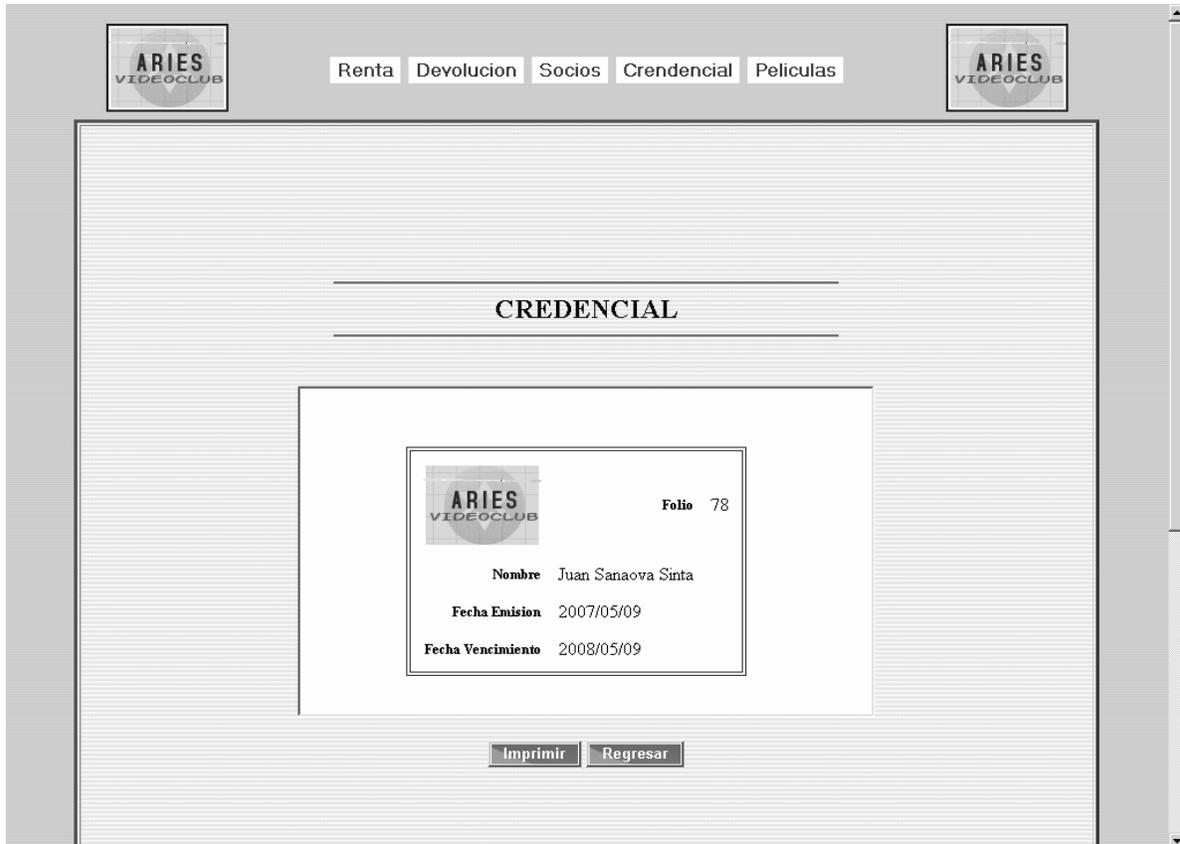 ARIES
VIDEOCLUB
Renta Devolucion Socios Crendencial Peliculas
ARIES
VIDEOCLUB
CREDENCIAL
ARIES
VIDEOCLUB
Folio 78
Nombre Juan Sanaova Sinta
Fecha Emision 2007/05/09
Fecha Vencimiento 2008/05/09
Imprimir Regresar